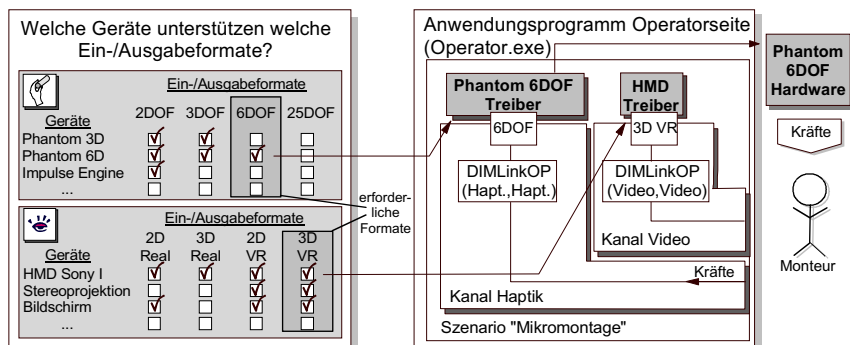 Welche Geräte unterstützen welche
Ein-/Ausgabeformate?
Ein-/Ausgabeformate
Geräte 2DOF 3DOF 6DOF 25DOF
Phantom 3D
Phantom 6D
Impulse Engine
...
erforder-
liche
Formate
Ein-/Ausgabeformate
2D 3D 2D 3D
Geräte Real Real VR VR
HMD Sony I
Stereoprojektion
Bildschirm
...
Anwendungsprogramm Operatorseite
(Operator.exe)
Phantom 6DOF
Treiber
6DOF
DIMLinkOP
(Hapt.,Hapt.)
HMD
Treiber
3D VR
DIMLinkOP
(Video,Video)
Kanal Video
Kräfte
Kanal Haptik
Szenario "Mikromontage"
Phantom
6DOF
Hardware
Kräfte
Monteur